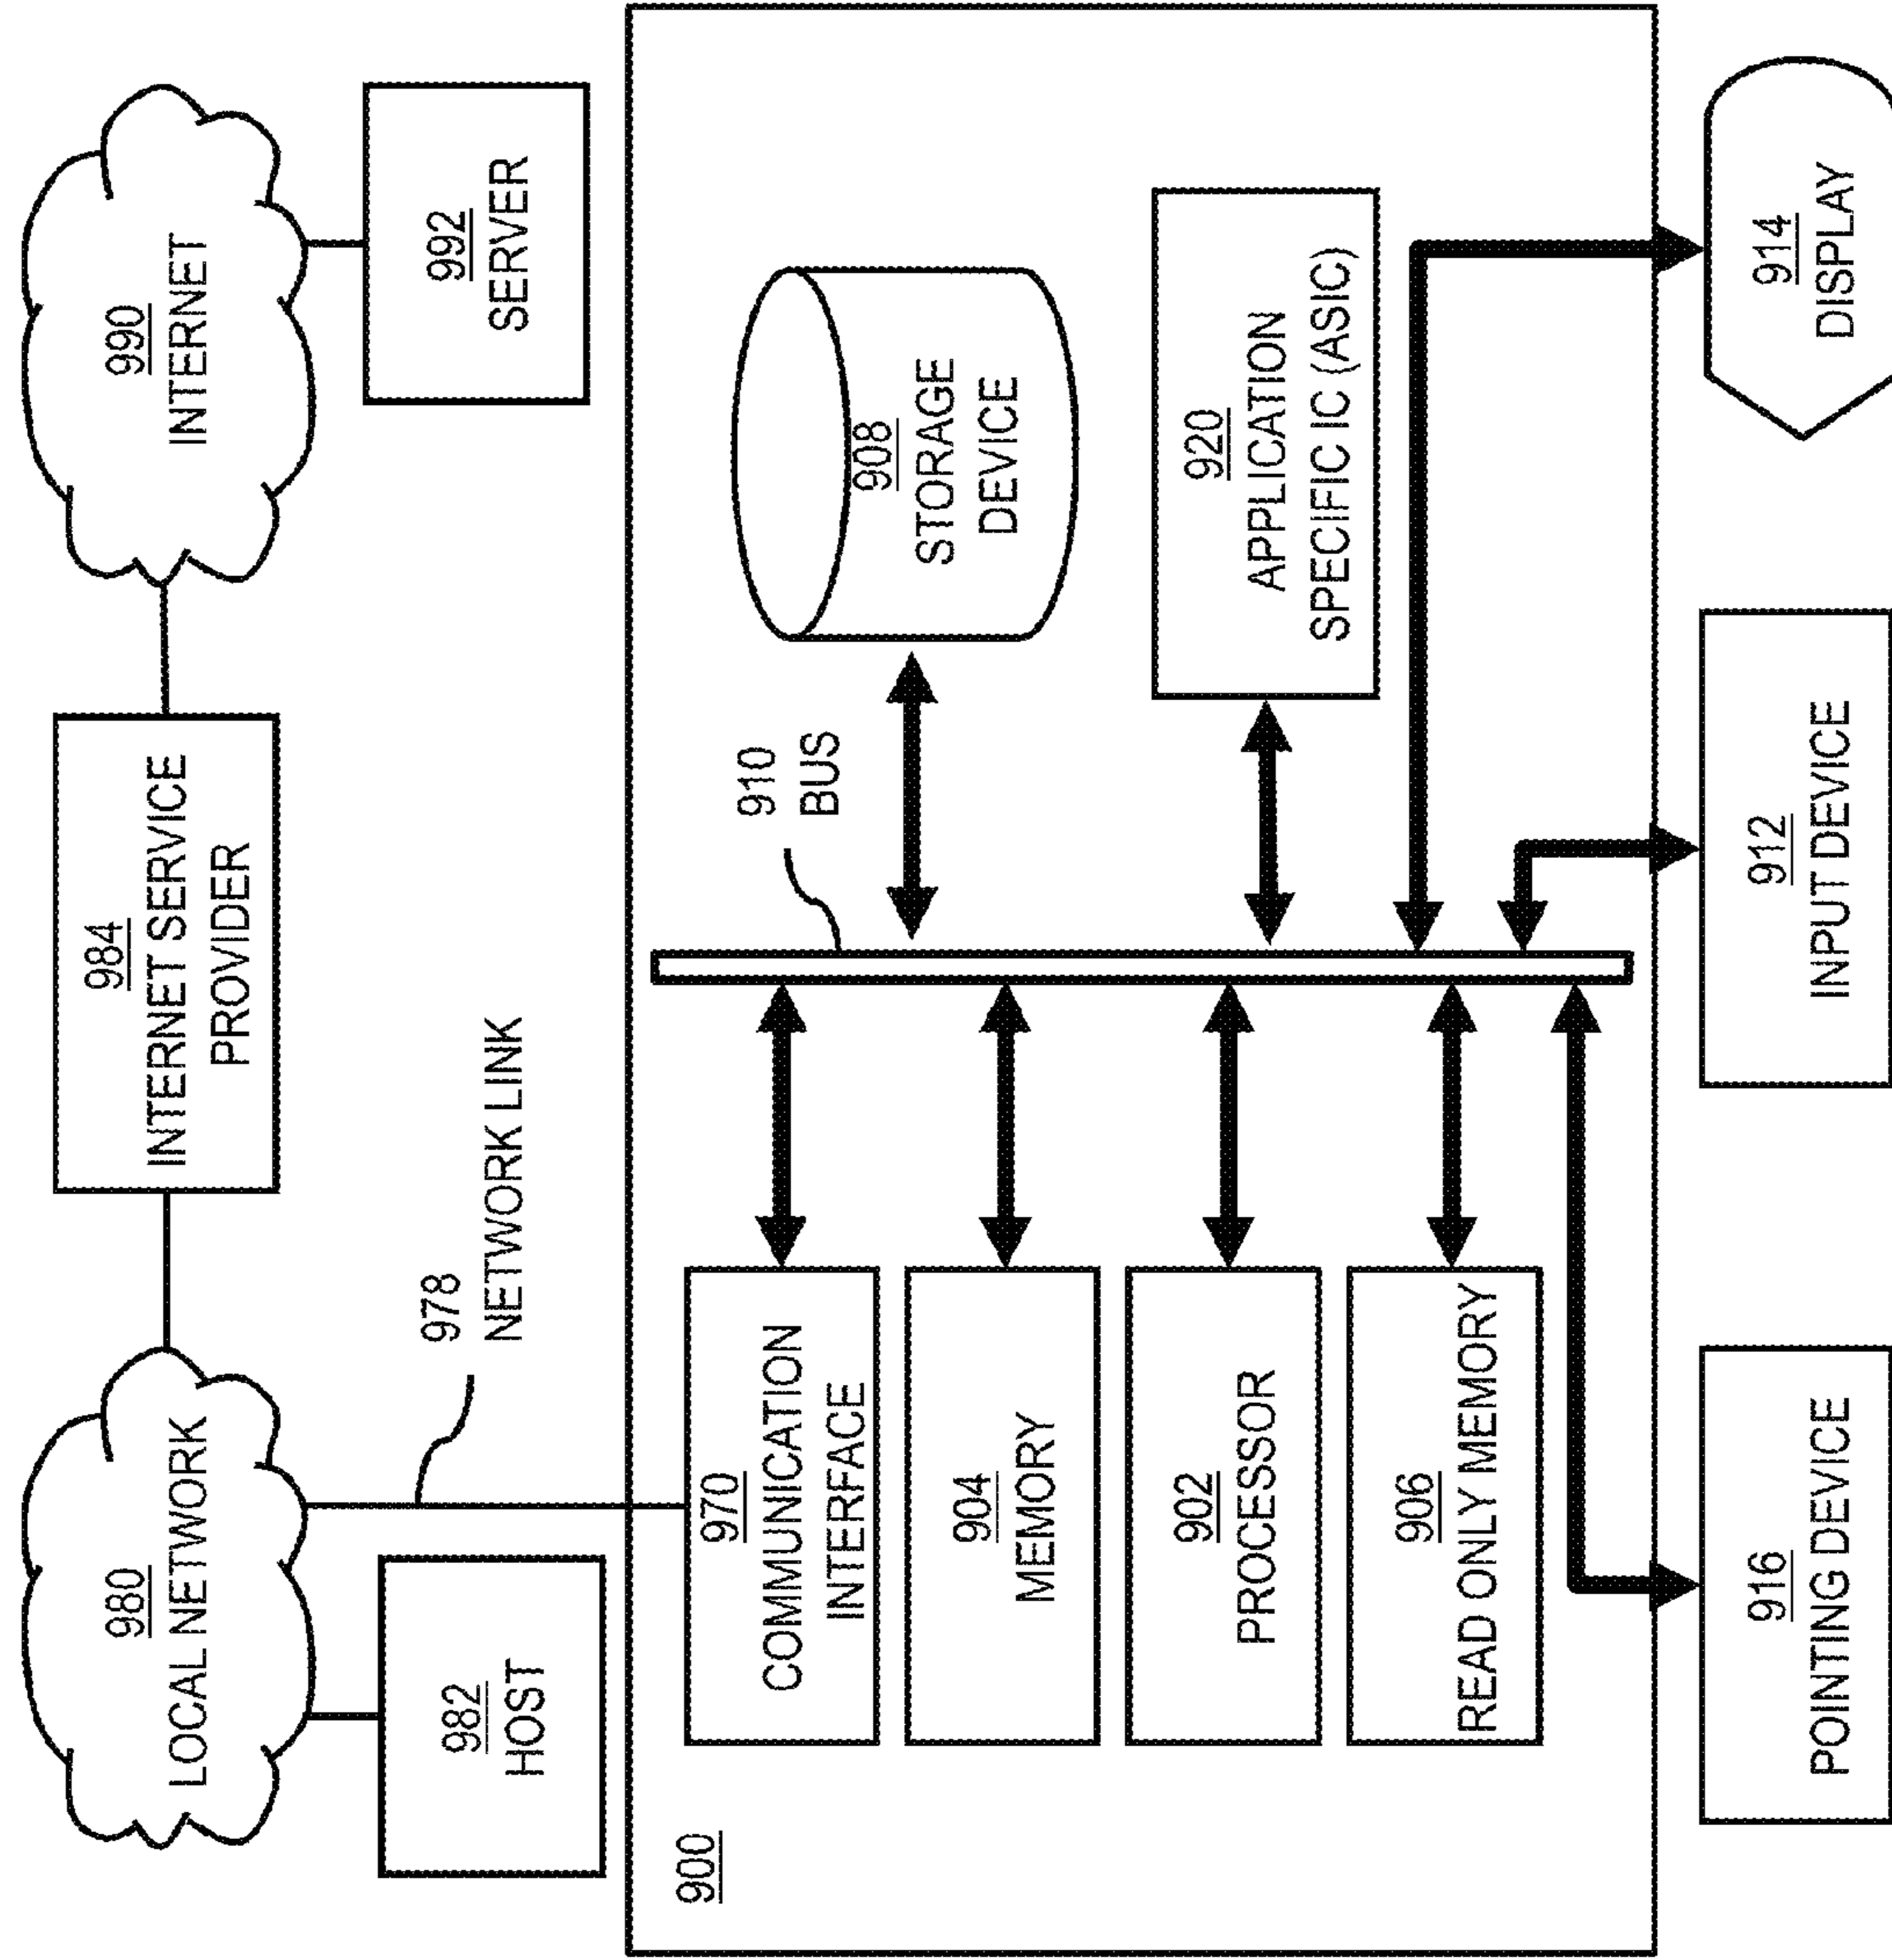 980
LOCAL NETWORK
984
INTERNET SERVICE
PROVIDER
990
INTERNET
982
HOST
978
NETWORK LINK
992
SERVER
900
970
COMMUNICATION
INTERFACE
910
BUS
908
STORAGE
DEVICE
904
MEMORY
902
PROCESSOR
920
APPLICATION
SPECIFIC IC (ASIC)
906
READ ONLY MEMORY
916
POINTING DEVICE
912
INPUT DEVICE
914
DISPLAY